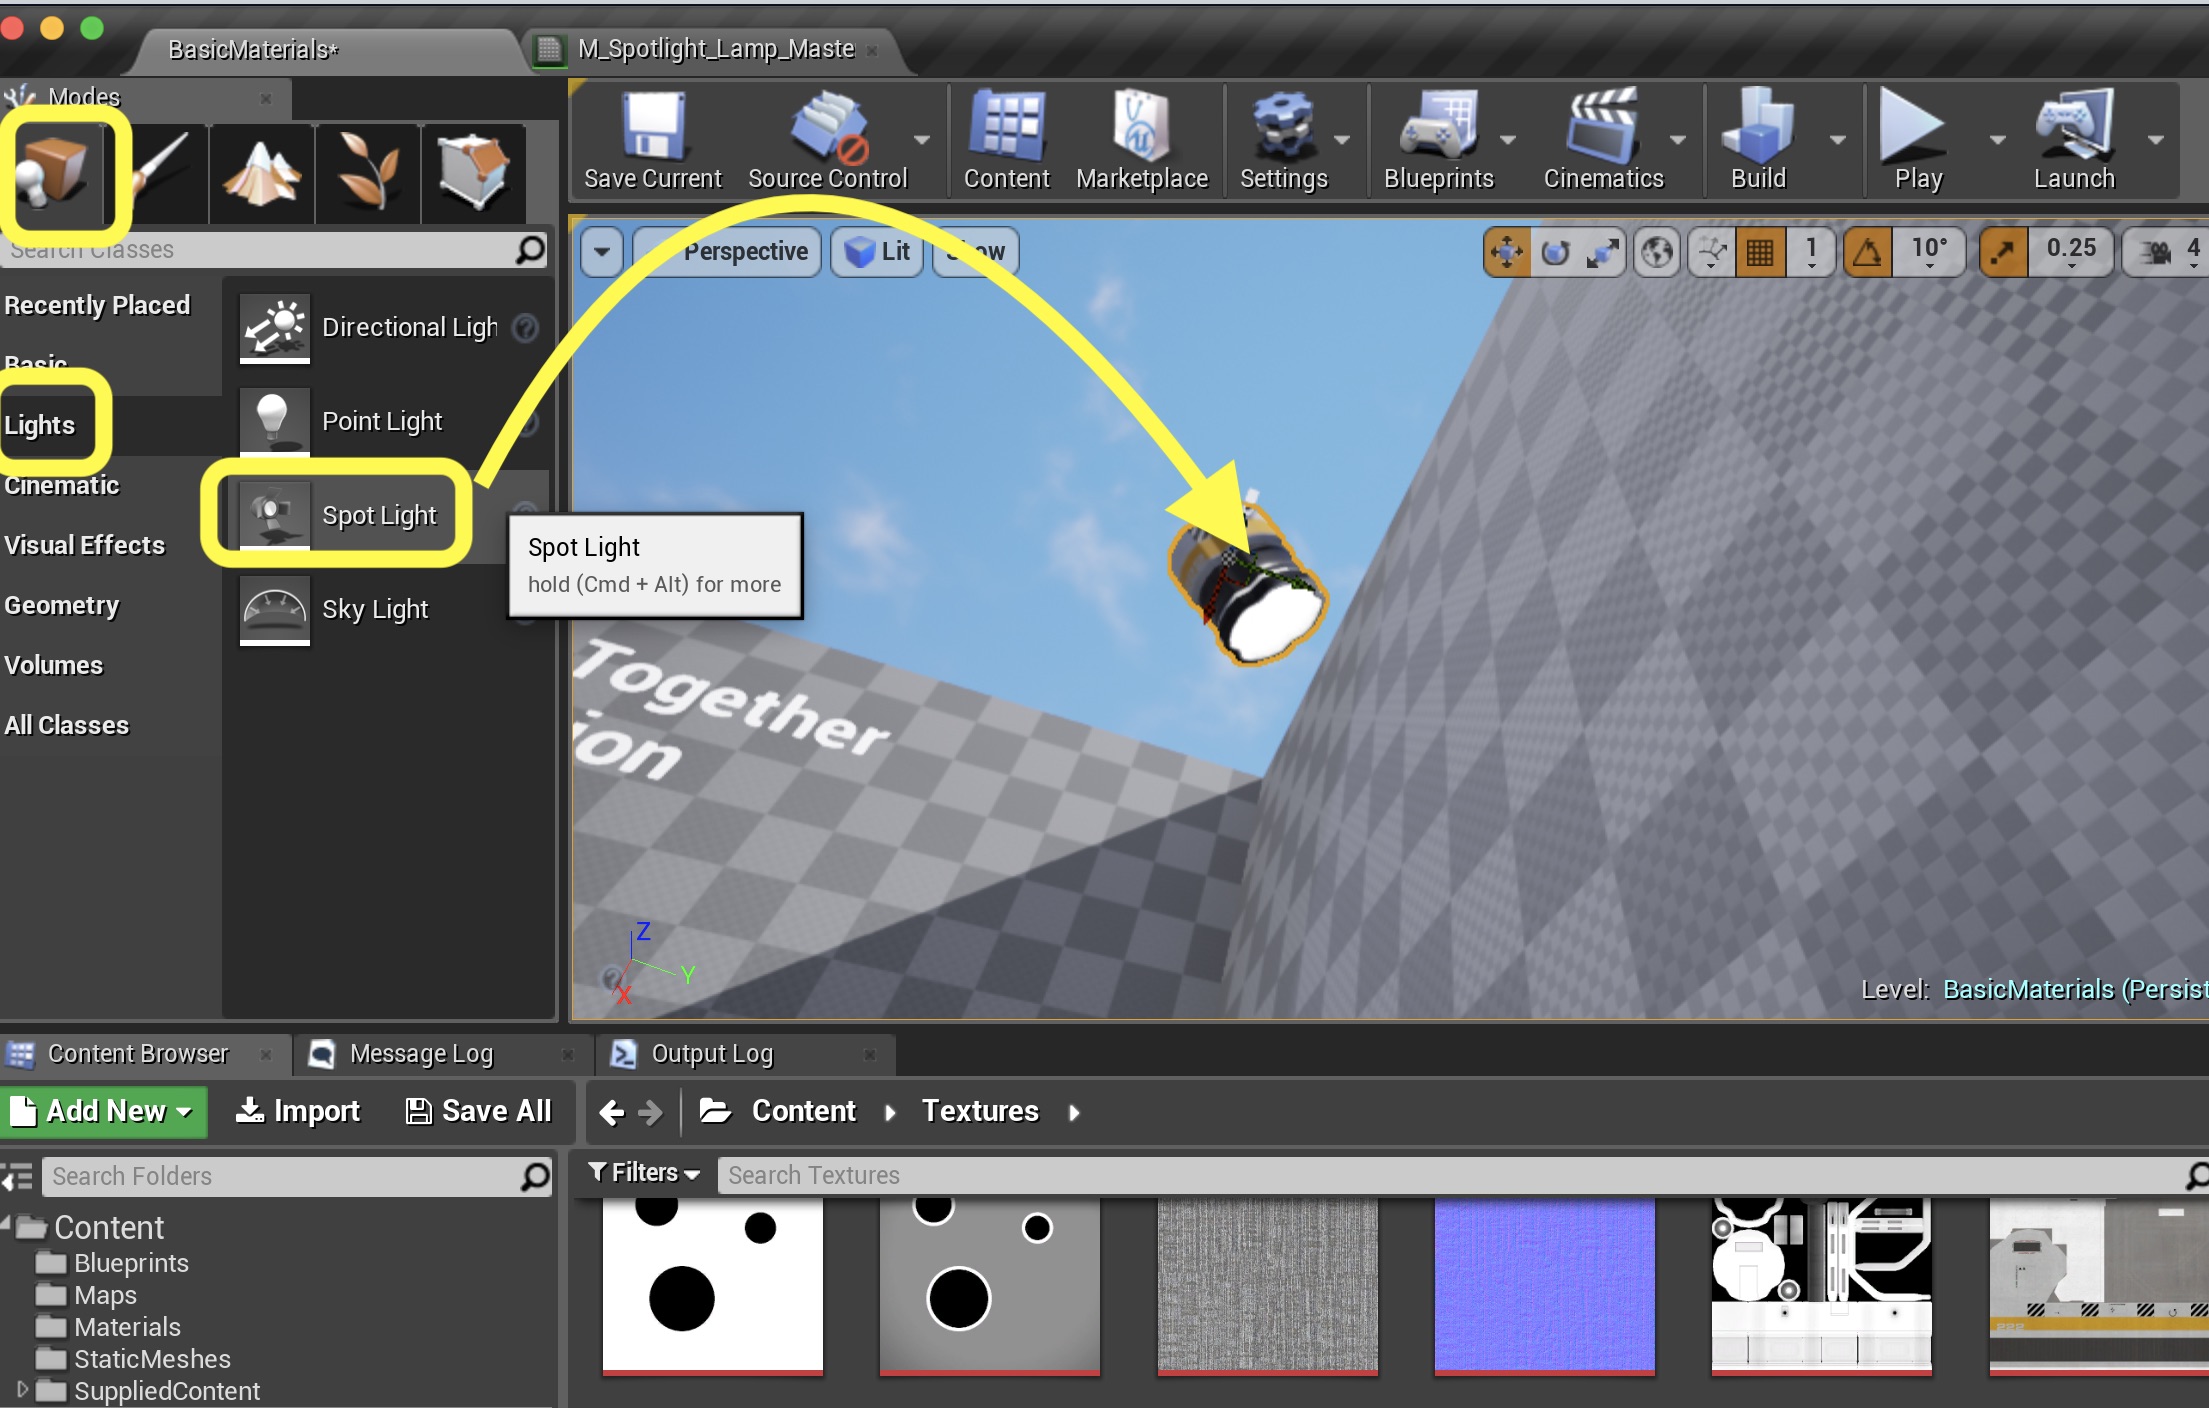 BasicMaterials*
M_Spotlight_Lamp_Maste
Modes
Save Current
Source Control
Content
Marketplace
Settings
Blueprints
Cinematics
Build
Play
Launch
Search Classes
Perspective
Lit
Show
1
10°
0.25
4
Recently Placed
Basic
Lights
Cinematic
Visual Effects
Geometry
Volumes
All Classes
Directional Ligh
Point Light
Spot Light
Sky Light
Spot Light
hold (Cmd + Alt) for more
Together
ion
Z
Y
X
Level: BasicMaterials (Persist
Content Browser
Message Log
Output Log
Add New
Import
Save All
Content
Textures
Search Folders
Filters
Search Textures
Content
Blueprints
Maps
Materials
StaticMeshes
SuppliedContent